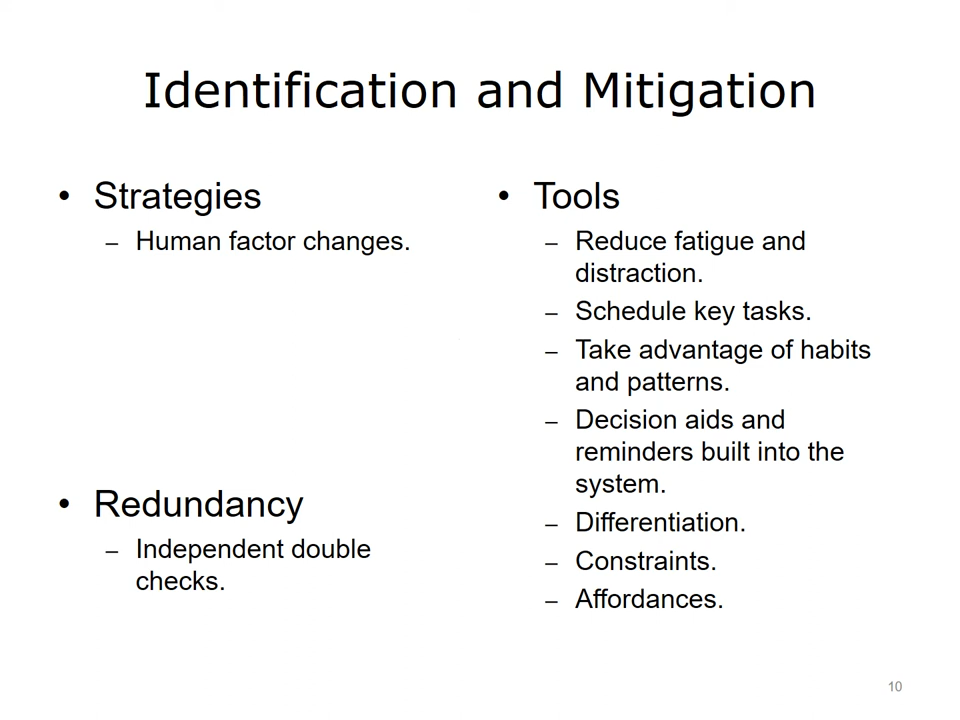 Identification and Mitigation
• Strategies
– Human factor changes.
• Redundancy
– Independent double
checks.
• Tools
– Reduce fatigue and
distraction.
– Schedule key tasks.
– Take advantage of habits
and patterns.
– Decision aids and
reminders built into the
system.
– Differentiation.
– Constraints.
– Affordances.
10